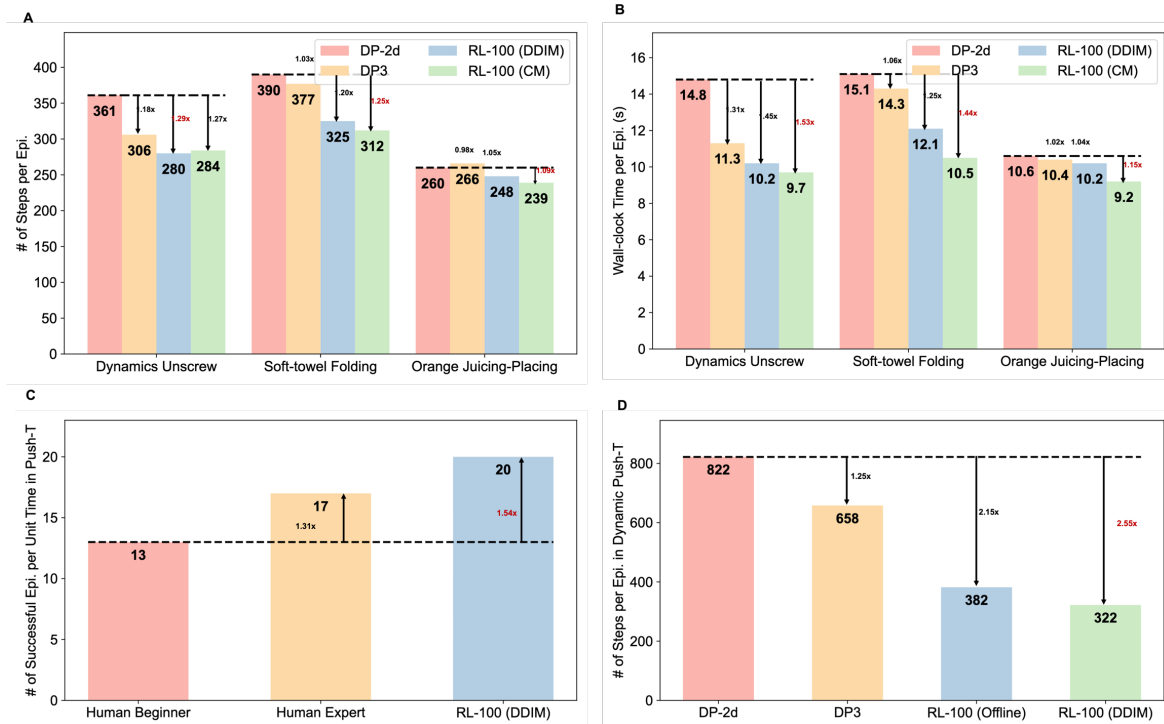 A
# of Steps per Epi.
400
350
300
250
200
150
100
50
0
DP-2d
DP3
RL-100 (DDIM)
RL-100 (CM)
361
306
280
284
1.18x
1.29x
1.27x
390
377
325
312
1.03x
1.20x
1.25x
260
266
248
239
0.98x
1.05x
1.09x
Dynamics Unscrew
Soft-towel Folding
Orange Juicing-Placing
B
Wall-clock Time per Epi. (s)
16
14
12
10
8
6
4
2
0
DP-2d
DP3
RL-100 (DDIM)
RL-100 (CM)
14.8
11.3
10.2
9.7
1.31x
1.45x
1.53x
15.1
14.3
12.1
10.5
1.06x
1.25x
1.44x
10.6
10.4
10.2
9.2
1.02x
1.04x
1.15x
Dynamics Unscrew
Soft-towel Folding
Orange Juicing-Placing
C
# of Successful Epi. per Unit Time in Push-T
20
15
10
5
0
13
17
20
1.31x
1.54x
Human Beginner
Human Expert
RL-100 (DDIM)
D
# of Steps per Epi. in Dynamic Push-T
800
600
400
200
0
822
658
382
322
1.25x
2.15x
2.55x
DP-2d
DP3
RL-100 (Offline)
RL-100 (DDIM)